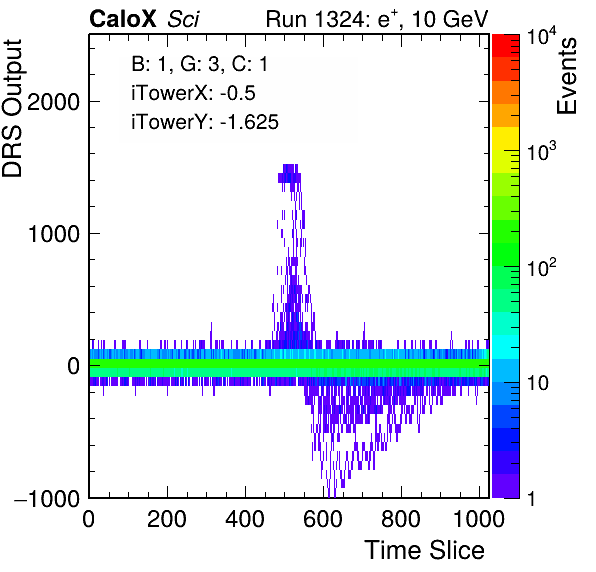 CaloX Sci Run 1324: e⁺, 10 GeV
B: 1, G: 3, C: 1
iTowerX: -0.5
iTowerY: -1.625
DRS Output
2000
1000
0
−1000
0 200 400 600 800 1000
Time Slice
Events
10⁴
10³
10²
10
1